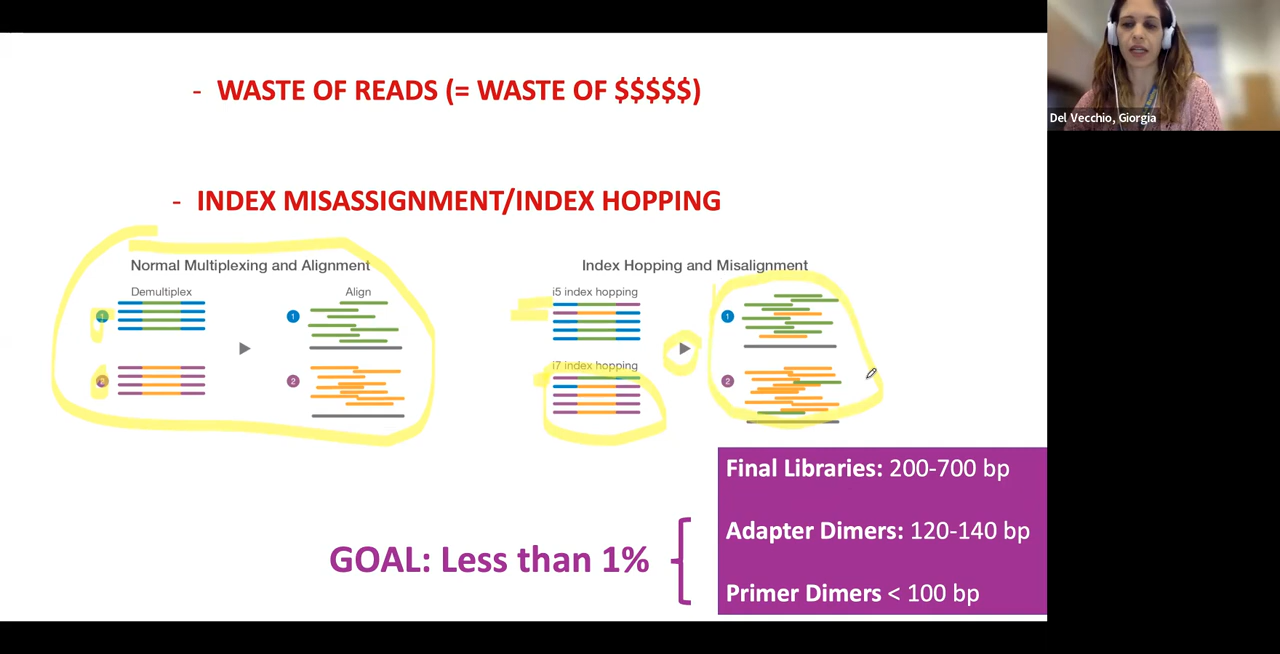 - WASTE OF READS (= WASTE OF $$$$$)
Del Vecchio, Giorgia
- INDEX MISASSIGNMENT/INDEX HOPPING
Normal Multiplexing and Alignment
Demultiplex
Align
1
1
2
2
Index Hopping and Misalignment
i5 index hopping
1
i7 index hopping
2
Final Libraries: 200-700 bp
GOAL: Less than 1%
Adapter Dimers: 120-140 bp
Primer Dimers < 100 bp